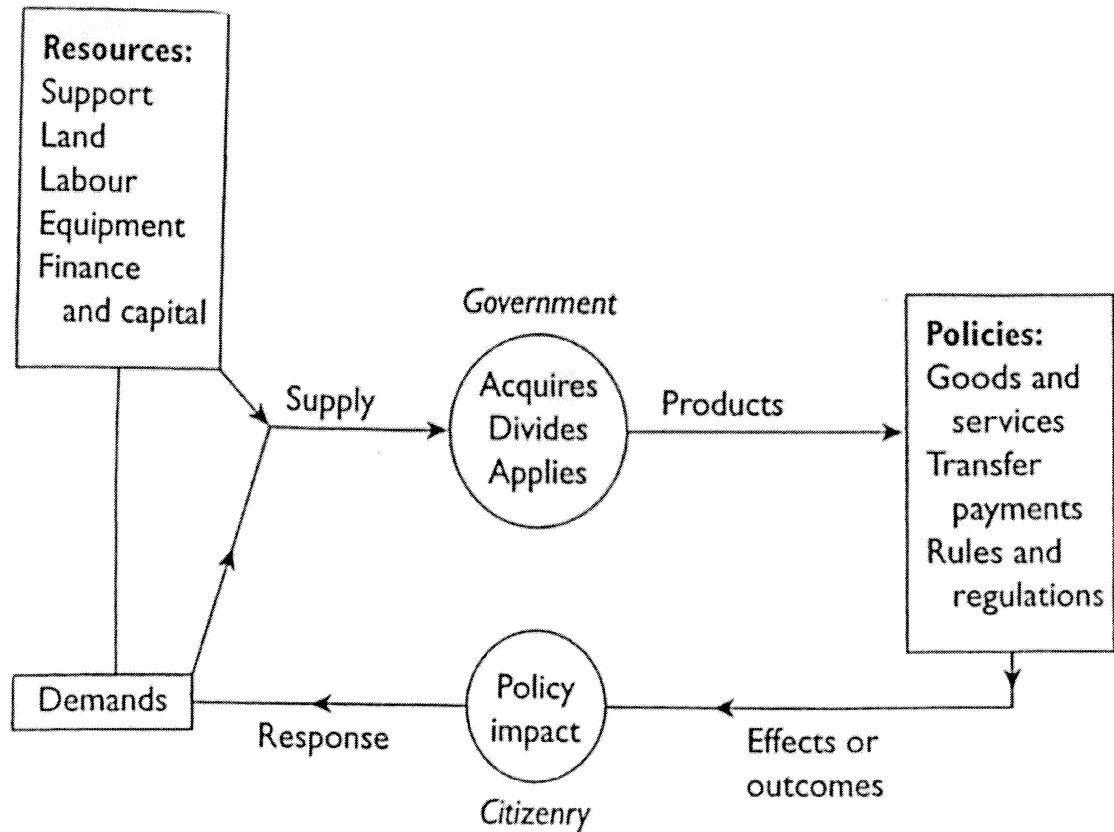 Resources:
Support
Land
Labour
Equipment
Finance
and capital
Government
Supply
Acquires
Divides
Applies
Products
Policies:
Goods and
services
Transfer
payments
Rules and
regulations
Demands
Response
Policy
impact
Citizenry
Effects or
outcomes